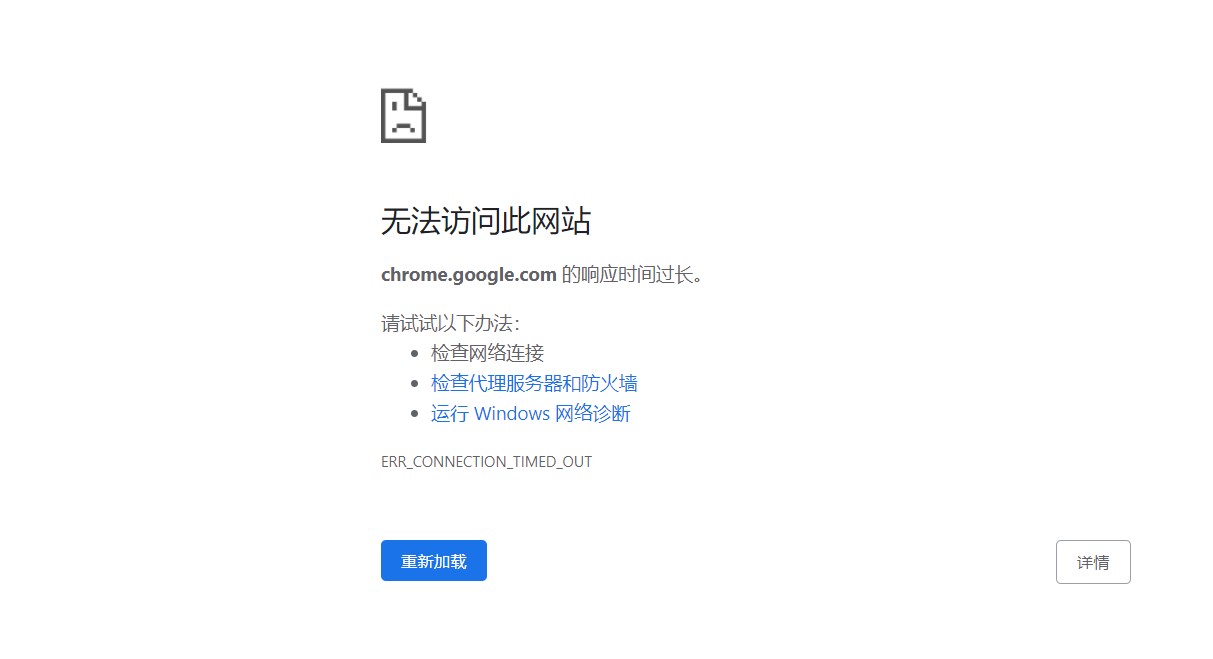 无法访问此网站
chrome.google.com 的响应时间过长。
请试试以下办法：
检查网络连接
检查代理服务器和防火墙
运行 Windows 网络诊断
ERR_CONNECTION_TIMED_OUT
重新加载
详情